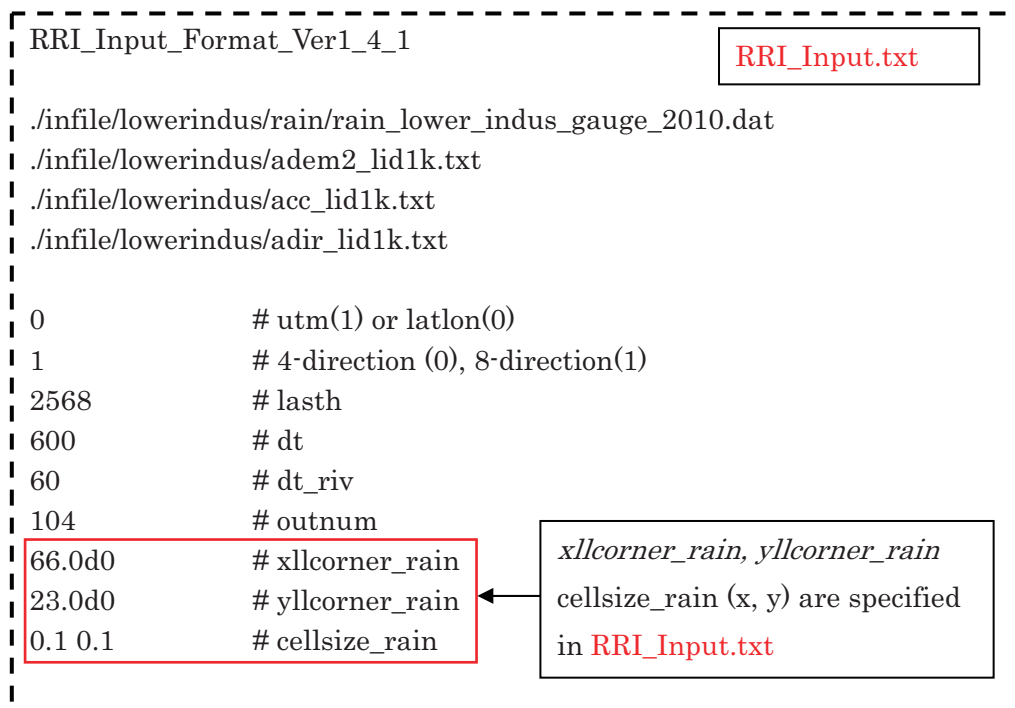 RRI_Input_Format_Ver1_4_1
RRI_Input.txt
./infile/lowerindus/rain/rain_lower_indus_gauge_2010.dat
./infile/lowerindus/adem2_lid1k.txt
./infile/lowerindus/acc_lid1k.txt
./infile/lowerindus/adir_lid1k.txt
0 # utm(1) or latlon(0)
1 # 4-direction (0), 8-direction(1)
2568 # lasth
600 # dt
60 # dt_riv
104 # outnum
66.0d0 # xllcorner_rain
23.0d0 # yllcorner_rain
0.1 0.1 # cellsize_rain
xllcorner_rain, yllcorner_rain
cellsize_rain (x, y) are specified
in RRI_Input.txt